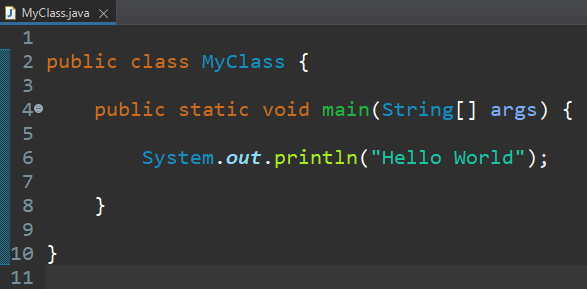 MyClass.java
1
2 public class MyClass {
3
4 public static void main(String[] args) {
5
6 System.out.println("Hello World");
7
8 }
9
10 }
11